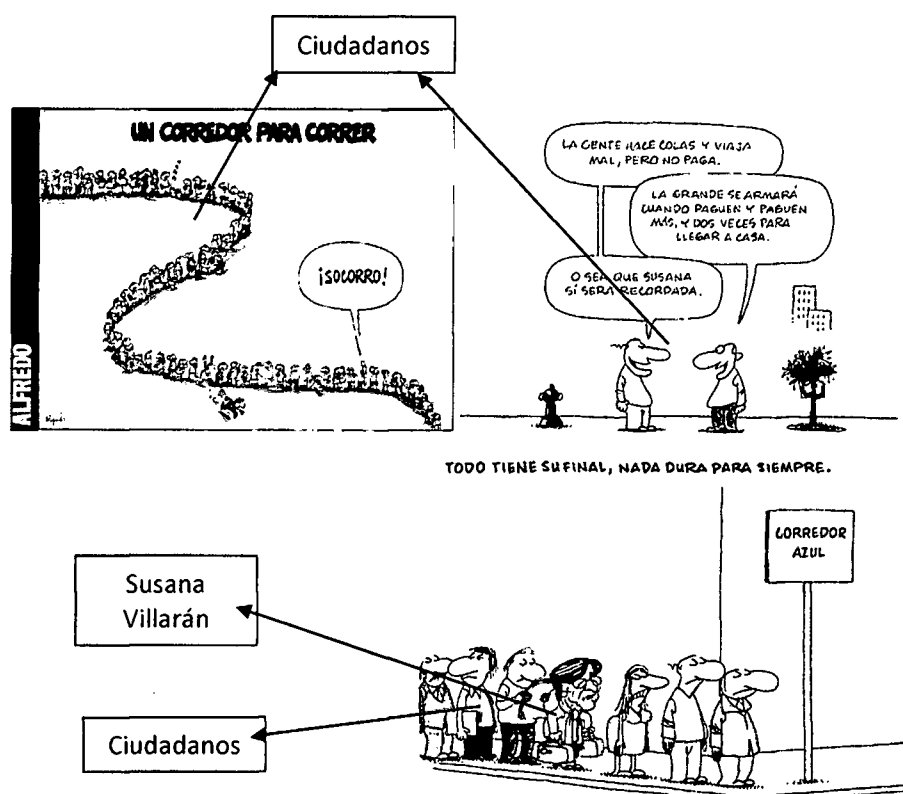 Ciudadanos
UN CORREDOR PARA CORRER
¡SOCORRO!
ALFREDO
LA GENTE HACE COLAS Y VIAJA
MAL, PERO NO PAGA.
LA GRANDE SE ARMARÁ
CUANDO PAGUEN Y PAGUEN
MÁS, Y DOS VECES PARA
LLEGAR A CASA.
O SEA QUE SUSANA
SÍ SERÁ RECORDADA.
TODO TIENE SU FINAL, NADA DURA PARA SIEMPRE.
CORREDOR
AZUL
Susana
Villarán
Ciudadanos